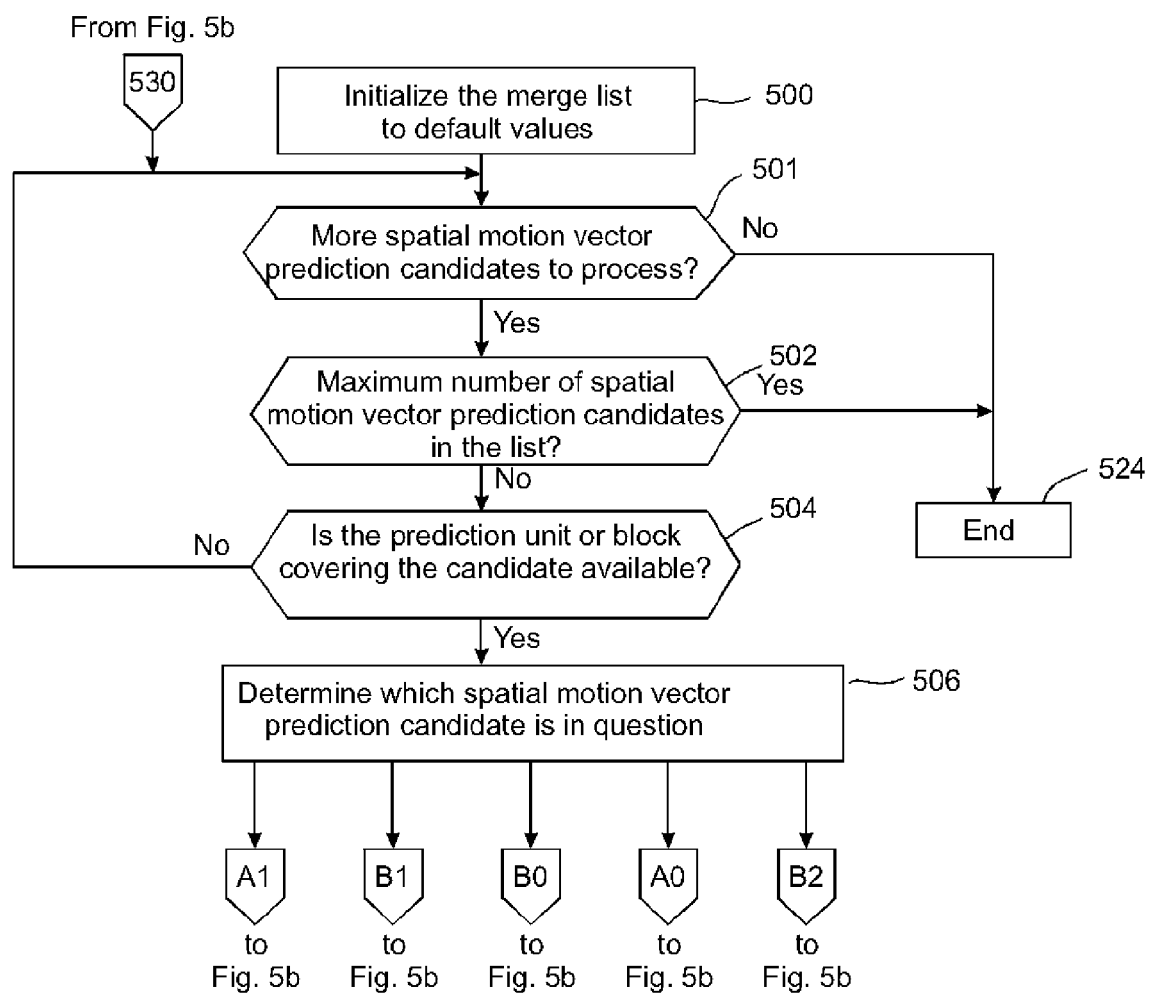 From Fig. 5b
530
Initialize the merge list
to default values
500
501
More spatial motion vector
prediction candidates to process?
No
Yes
502
Maximum number of spatial
motion vector prediction candidates
in the list?
Yes
No
524
End
504
Is the prediction unit or block
covering the candidate available?
No
Yes
506
Determine which spatial motion vector
prediction candidate is in question
A1
B1
B0
A0
B2
to
Fig. 5b
to
Fig. 5b
to
Fig. 5b
to
Fig. 5b
to
Fig. 5b